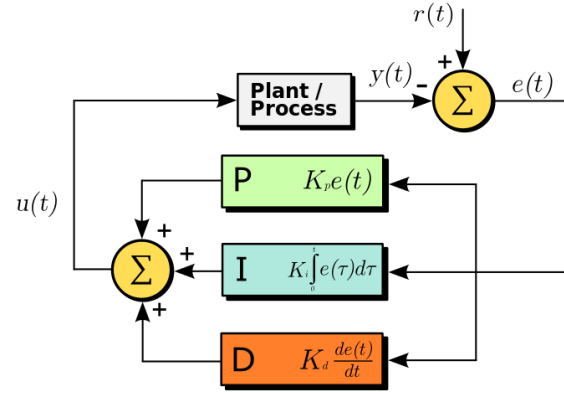 r(t)
+
Plant /
Process
y(t)
-
Σ
e(t)
P K_p e(t)
u(t)
+
Σ
+
I K_i ∫_0^t e(τ)dτ
+
D K_d de(t)/dt